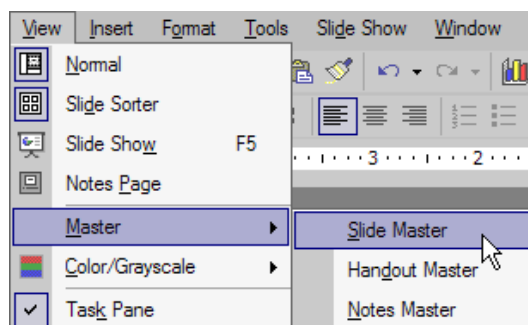 View Insert Format Tools Slide Show Window
Normal
Slide Sorter
Slide Show F5
· · ı · · · 3 · · · ı · · · 2 · · ·
Notes Page
Master
Slide Master
Color/Grayscale
Handout Master
Task Pane
Notes Master